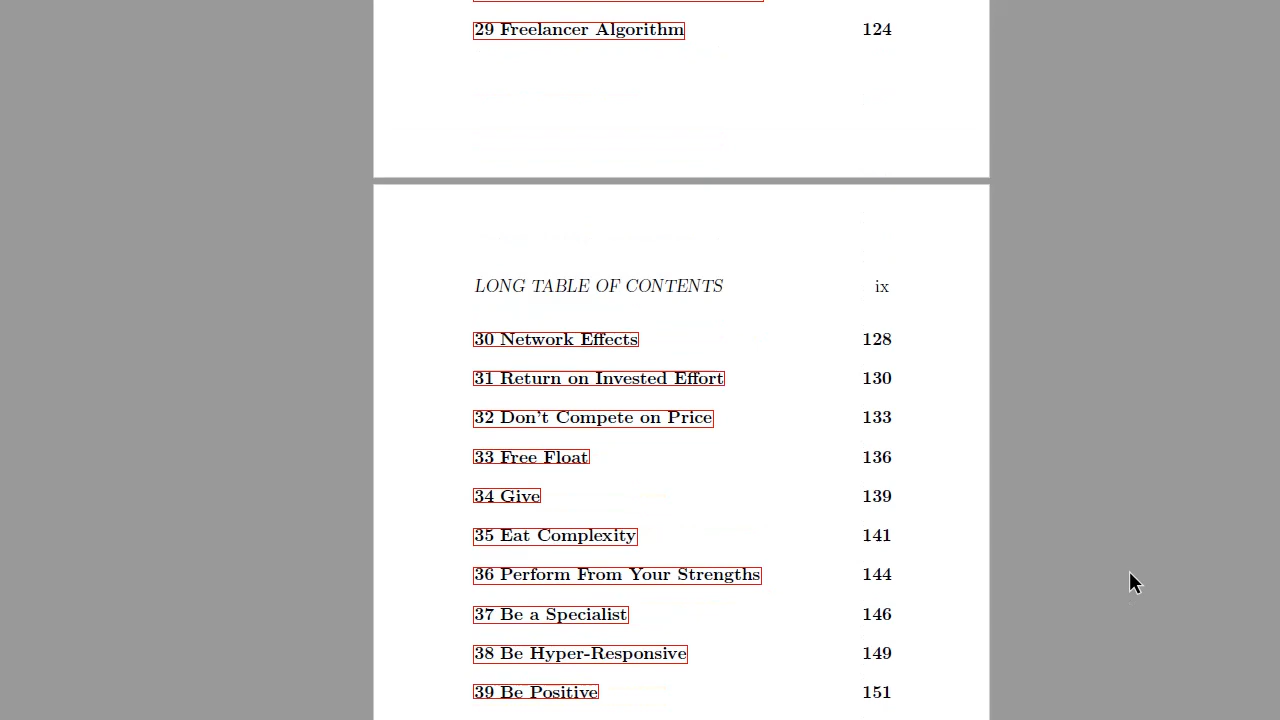 29 Freelancer Algorithm 124
LONG TABLE OF CONTENTS ix
30 Network Effects 128
31 Return on Invested Effort 130
32 Don't Compete on Price 133
33 Free Float 136
34 Give 139
35 Eat Complexity 141
36 Perform From Your Strengths 144
37 Be a Specialist 146
38 Be Hyper-Responsive 149
39 Be Positive 151